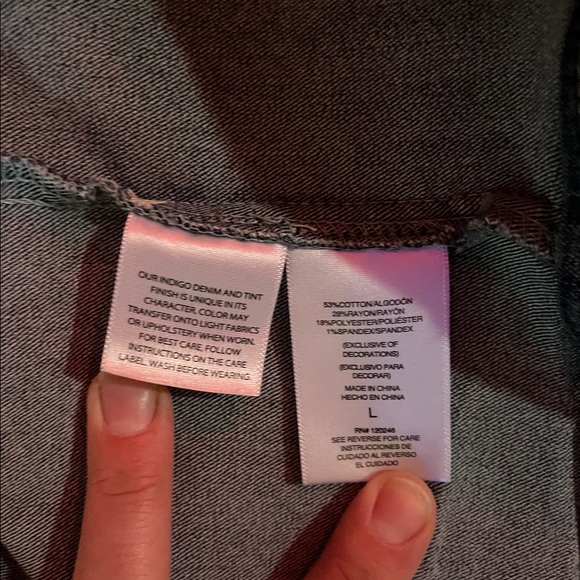 OUR INDIGO DENIM AND TINT
FINISH IS UNIQUE IN ITS
CHARACTER. COLOR MAY
TRANSFER ONTO LIGHT FABRICS
OR UPHOLSTERY WHEN WORN.
FOR BEST CARE, FOLLOW
INSTRUCTIONS ON THE CARE
LABEL. WASH BEFORE WEARING.
53%COTTON/ALGODÓN
28%RAYON/RAYÓN
18%POLYESTER/POLIÉSTER
1%SPANDEX/SPANDEX
(EXCLUSIVE OF
DECORATIONS)
(EXCLUSIVO PARA
DECORAR)
MADE IN CHINA
HECHO EN CHINA
L
RN# 120246
SEE REVERSE FOR CARE
INSTRUCCIONES DE
CUIDADO AL REVERSO
EL CUIDADO